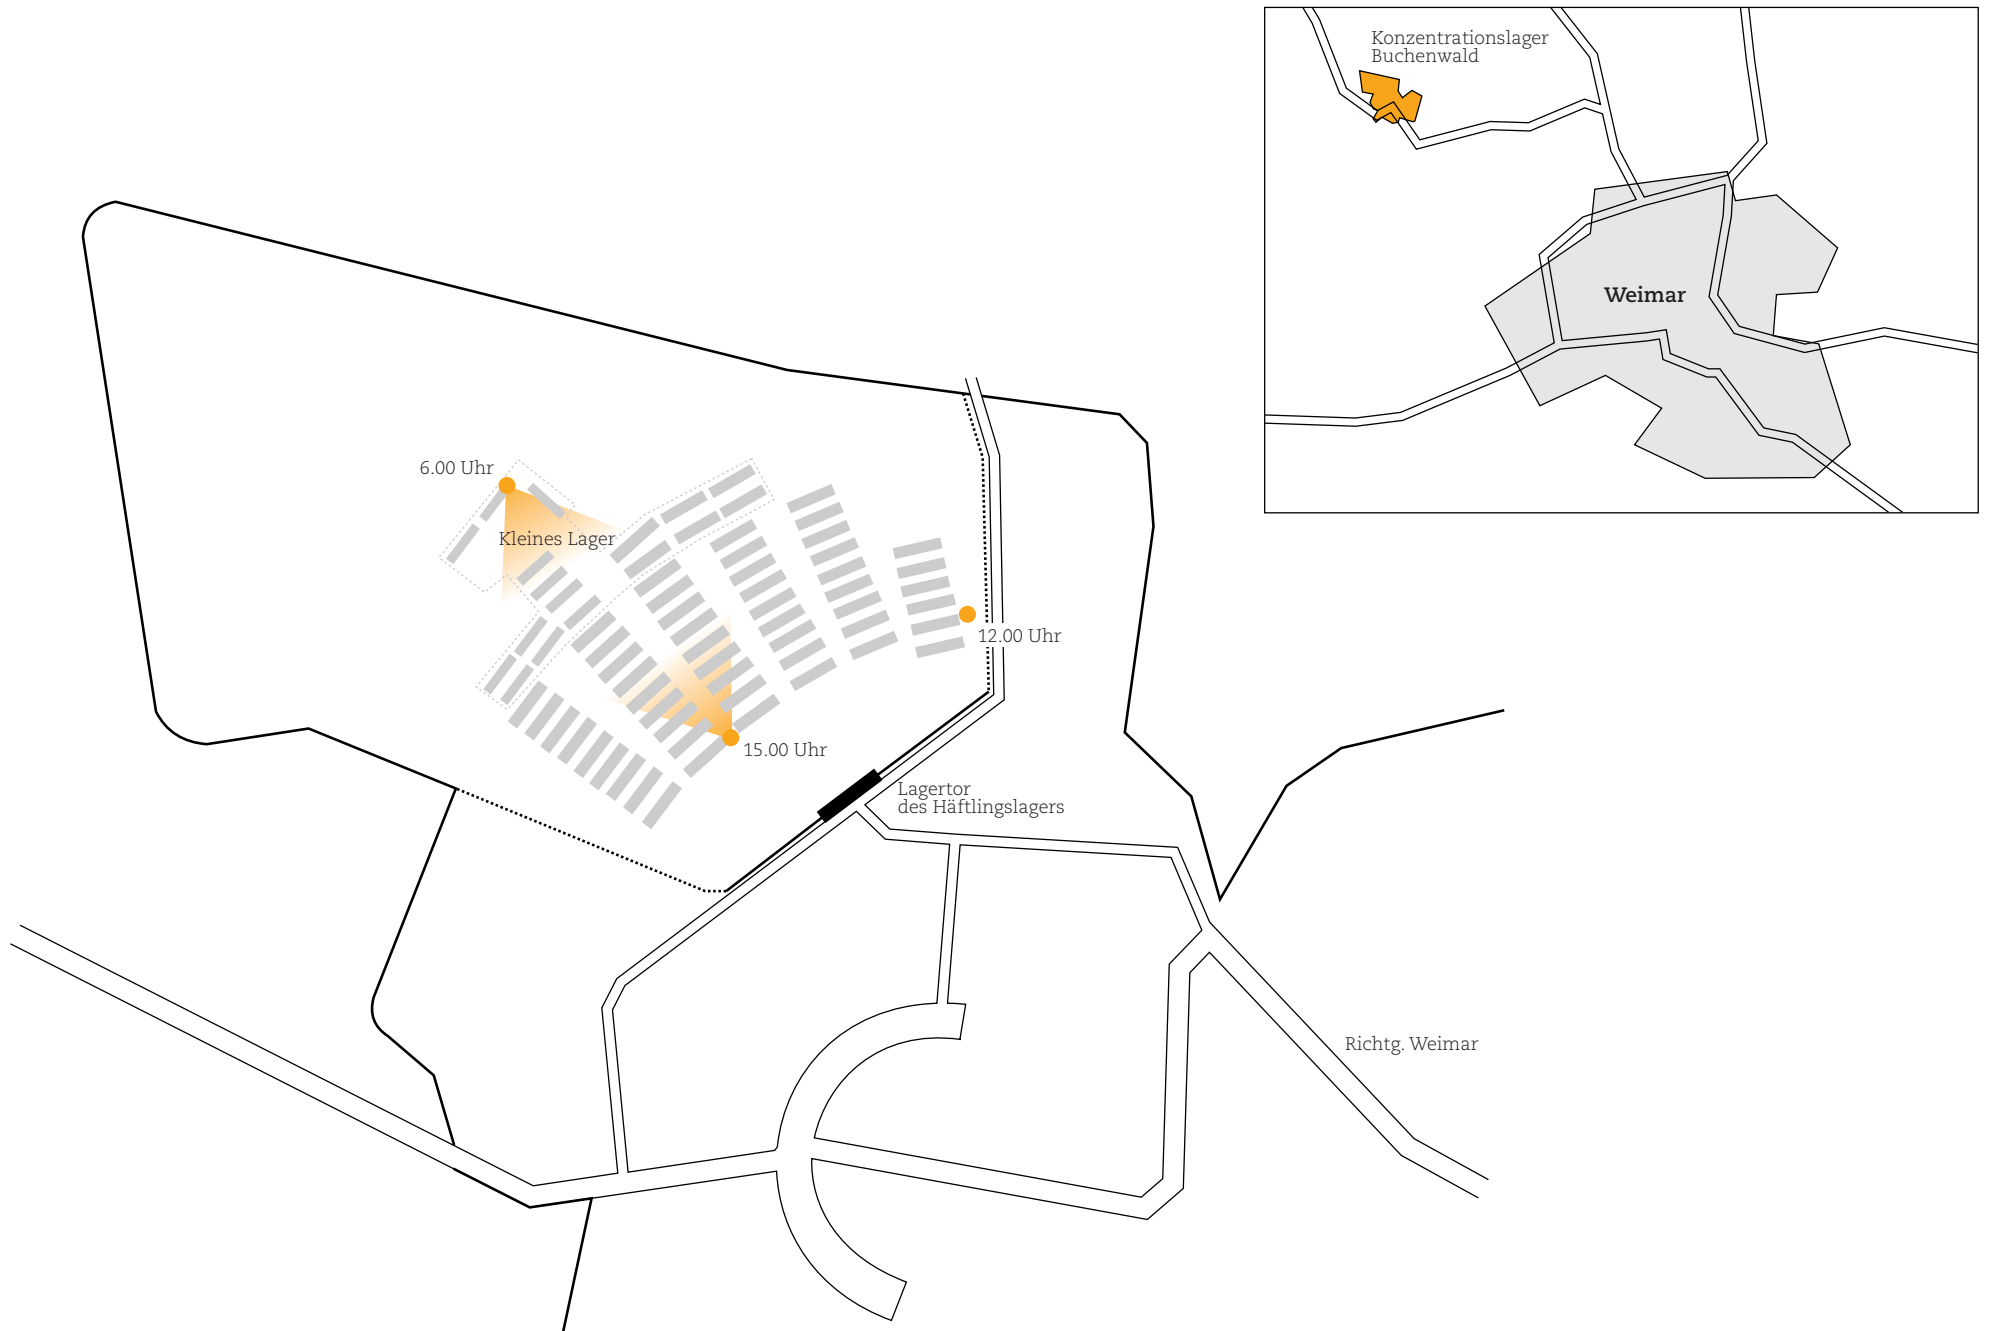 Konzentrationslager
Buchenwald
Weimar
6.00 Uhr
Kleines Lager
12.00 Uhr
15.00 Uhr
Lagertor
des Häftlingslagers
Richtg. Weimar